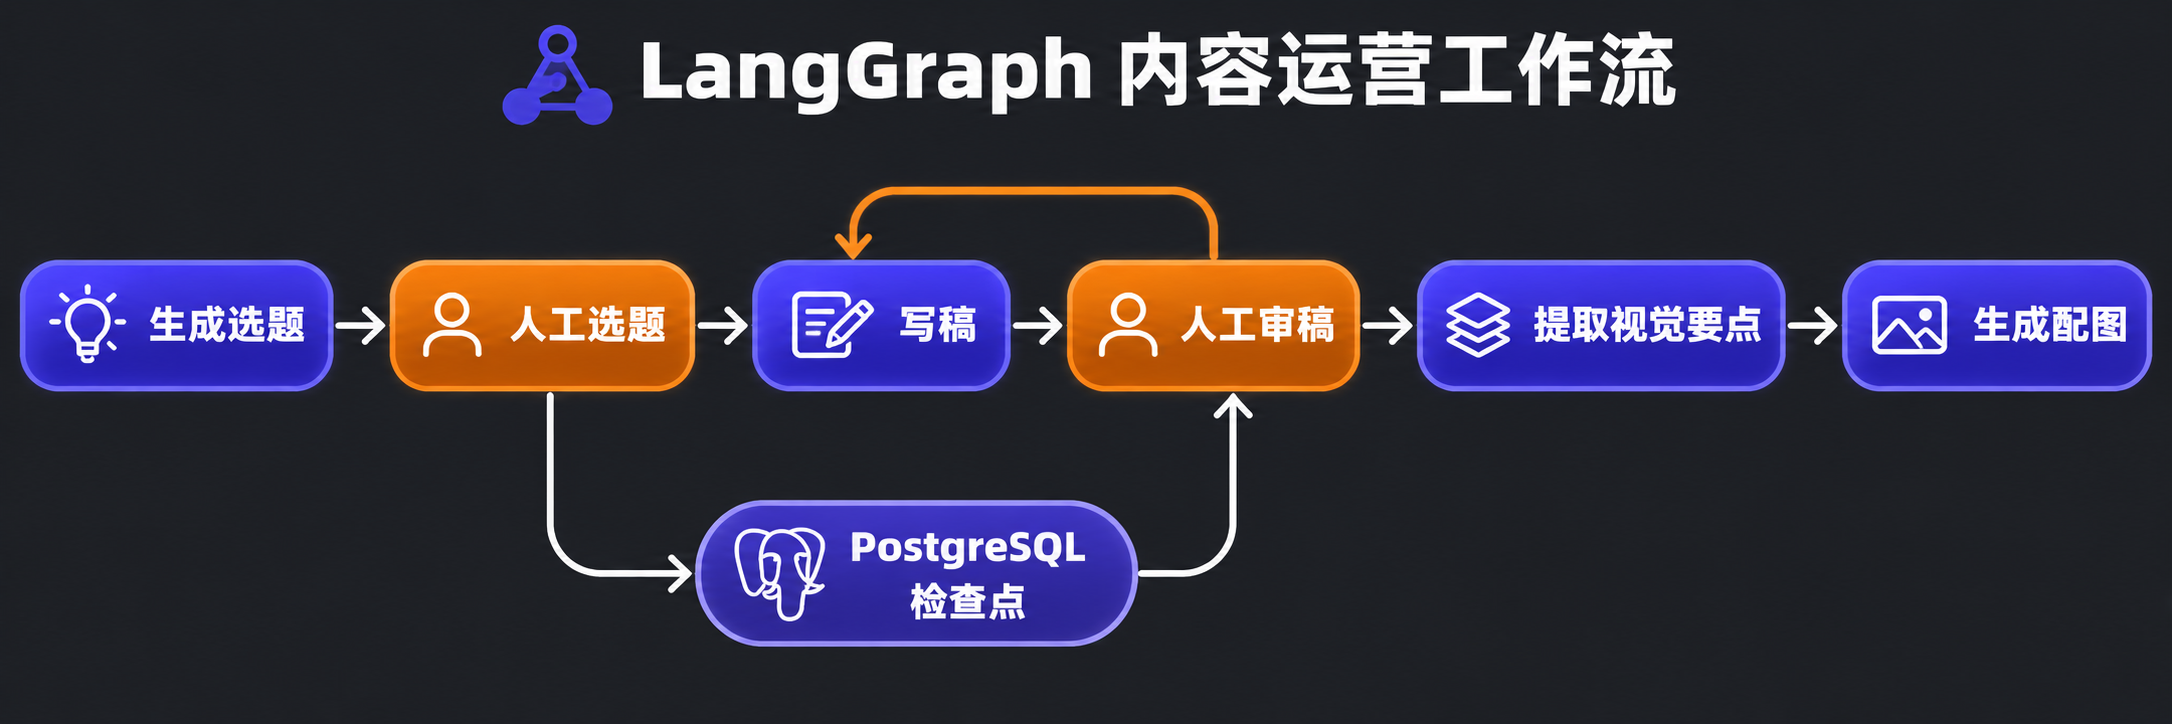 LangGraph 内容运营工作流
生成选题
人工选题
写稿
人工审稿
提取视觉要点
生成配图
PostgreSQL
检查点